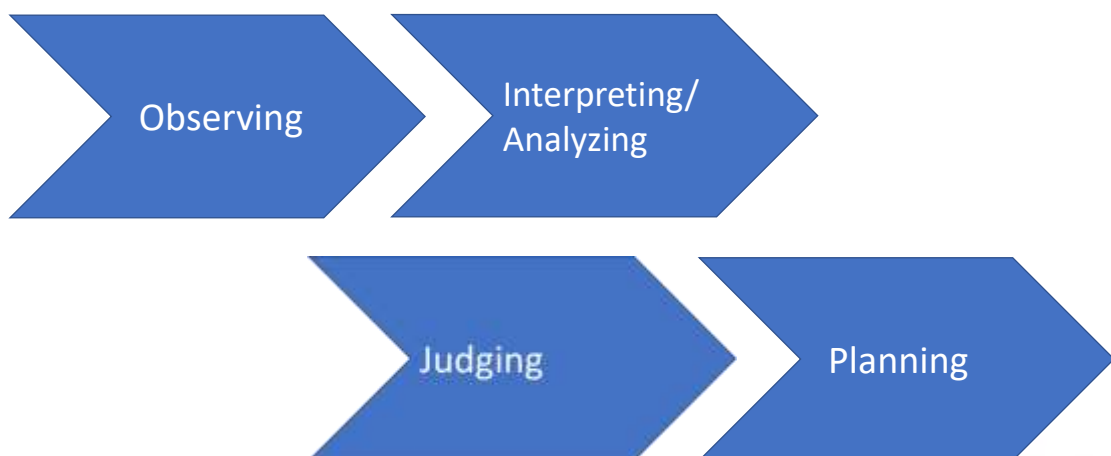 Observing
Interpreting/
Analyzing
Judging
Planning